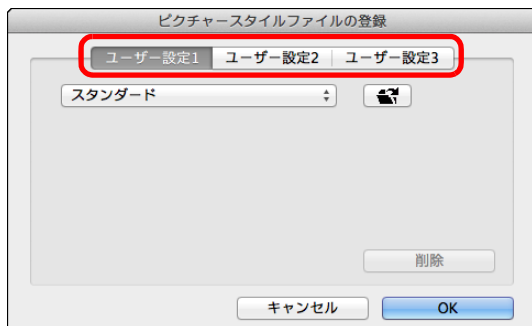 ピクチャースタイルファイルの登録
ユーザー設定1 ユーザー設定2 ユーザー設定3
スタンダード
削除
キャンセル OK